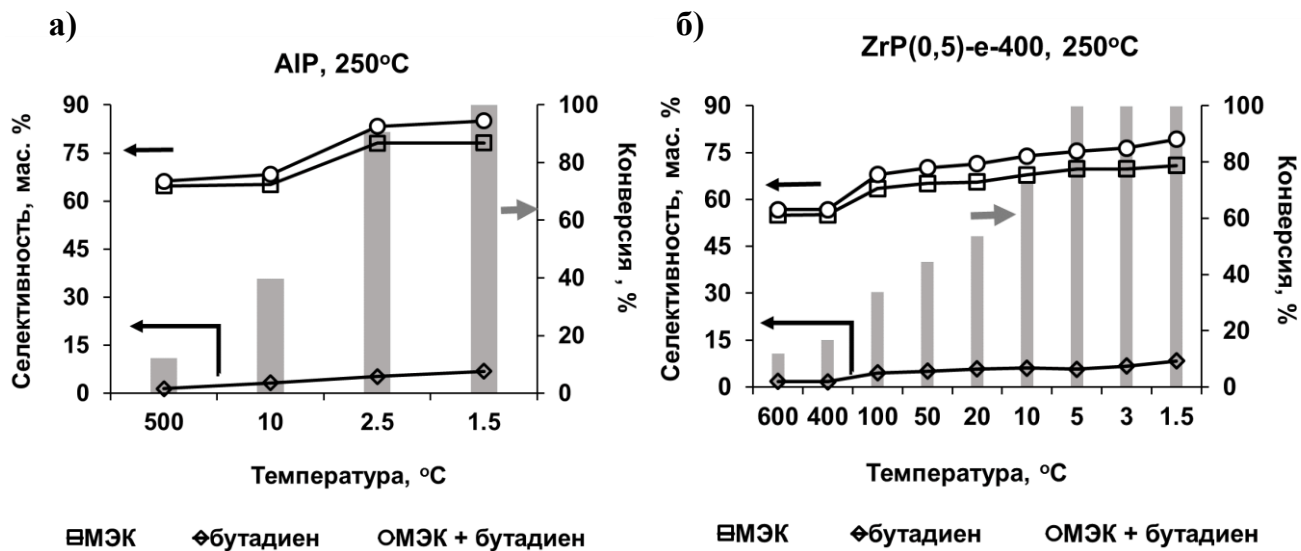 а)
AlP, 250°C
Селективность, мас. %
90
75
60
45
30
15
0
100
80
60
40
20
0
Конверсия , %
500 10 2.5 1.5
Температура, °C
МЭК бутадиен МЭК + бутадиен
б)
ZrP(0,5)-e-400, 250°C
Селективность, мас. %
90
75
60
45
30
15
0
100
80
60
40
20
0
Конверсия, %
600 400 100 50 20 10 5 3 1.5
Температура, °C
МЭК бутадиен МЭК + бутадиен